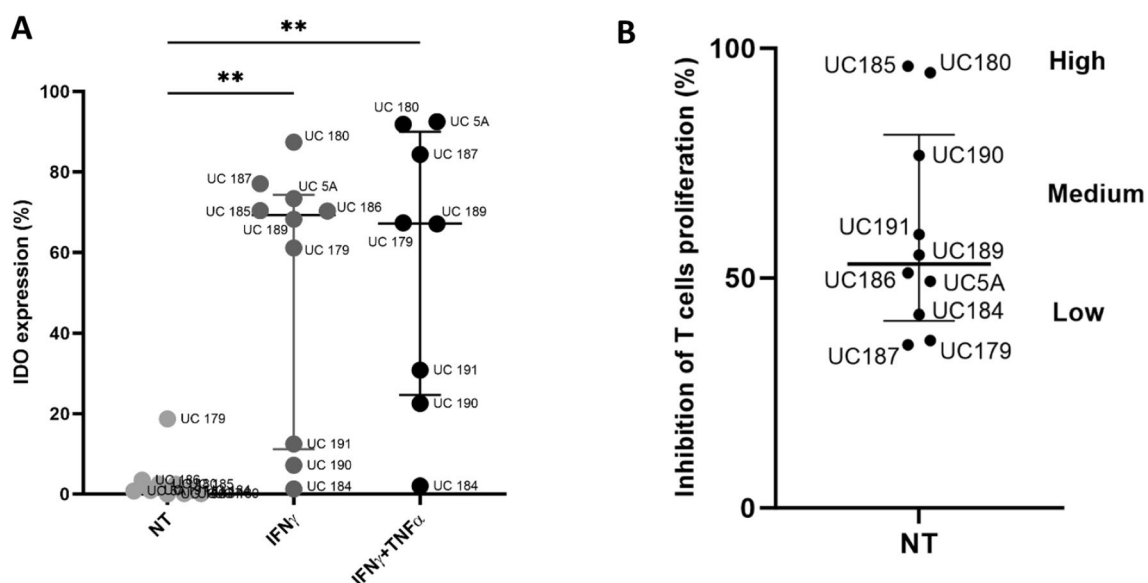 A
**
**
IDO expression (%)
100
80
60
40
20
0
UC 179
UC 186
NT
UC 180
UC 187
UC 5A
UC 185
UC 186
UC 189
UC 179
UC 191
UC 190
UC 184
IFNγ
UC 180
UC 5A
UC 187
UC 189
UC 179
UC 191
UC 190
UC 184
IFNγ+TNFα
B
Inhibition of T cells proliferation (%)
100
50
0
UC185 UC180
High
UC190
Medium
UC191
UC189
UC186
UC5A
UC184
Low
UC187
UC179
NT